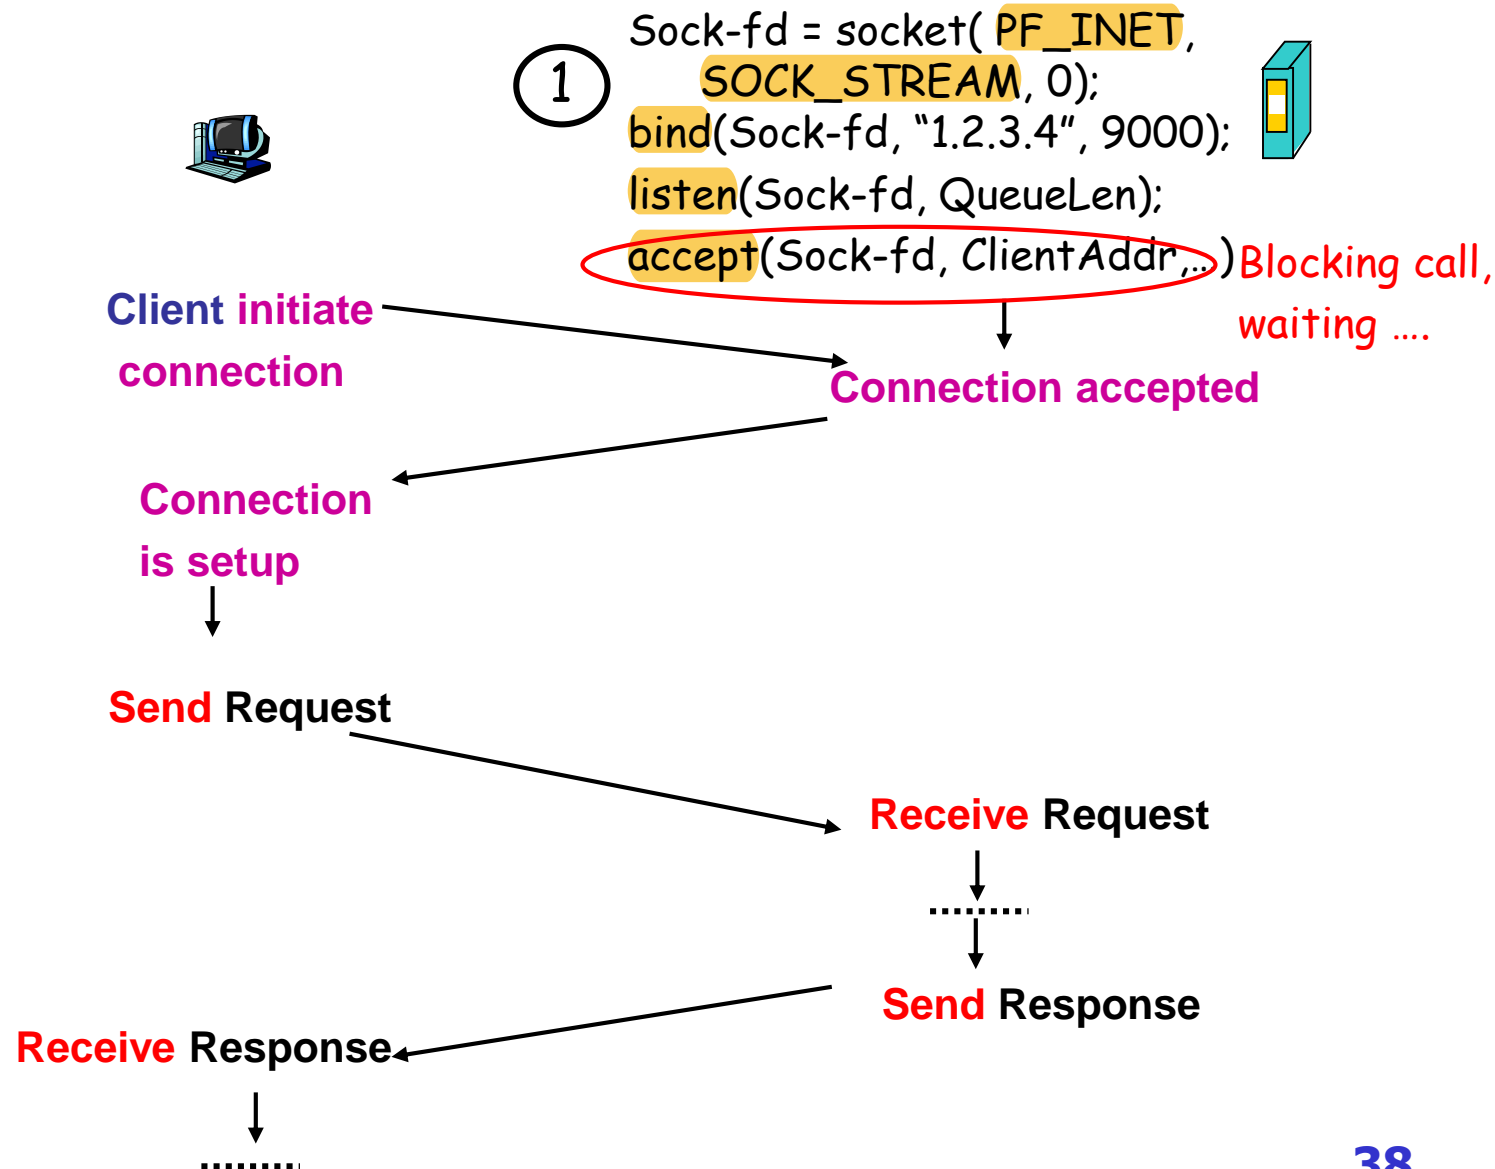 1
Sock-fd = socket( PF_INET,
SOCK_STREAM, 0);
bind(Sock-fd, “1.2.3.4”, 9000);
listen(Sock-fd, QueueLen);
accept(Sock-fd, ClientAddr,…)
Blocking call,
waiting ….
Client initiate
connection
Connection accepted
Connection
is setup
Send Request
Receive Request
Send Response
Receive Response
38